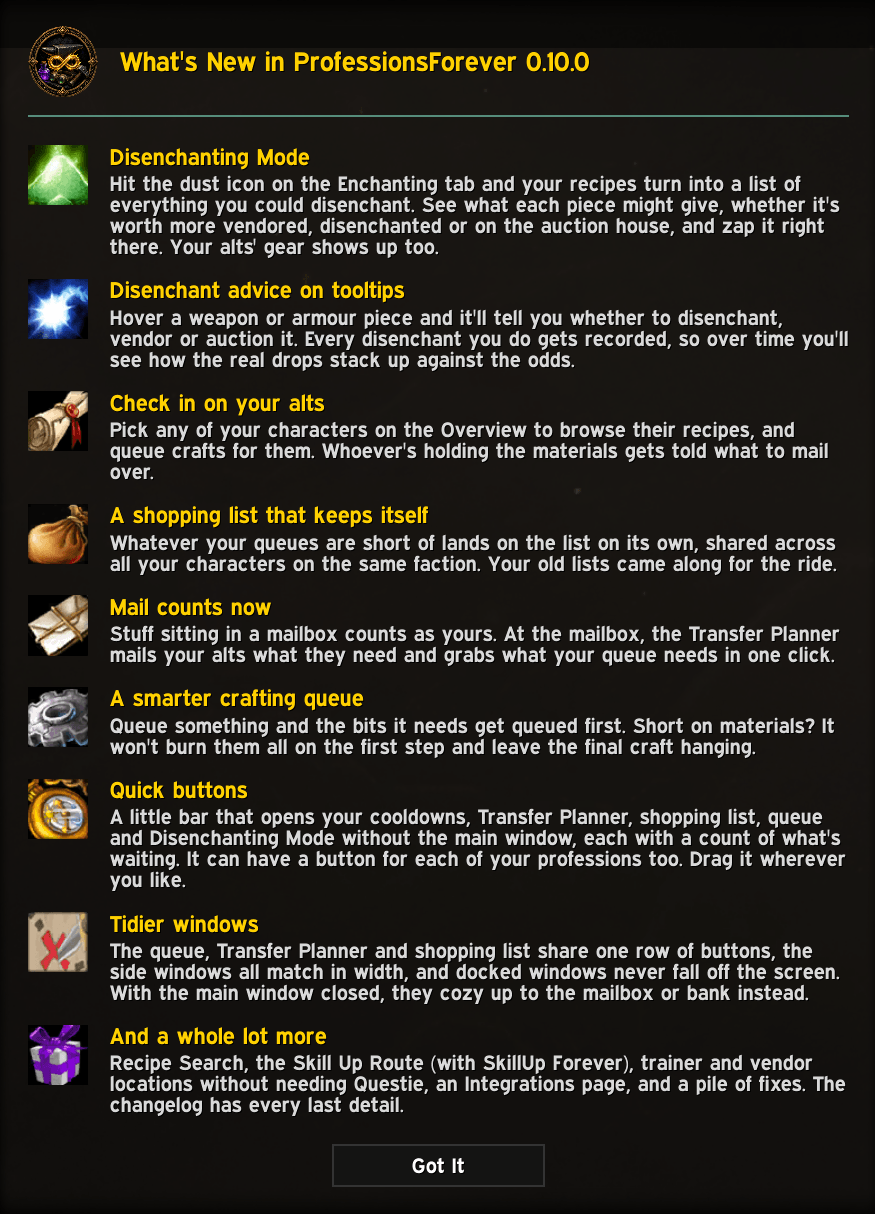 What's New in ProfessionsForever 0.10.0
Disenchanting Mode
Hit the dust icon on the Enchanting tab and your recipes turn into a list of
everything you could disenchant. See what each piece might give, whether it's
worth more vendored, disenchanted or on the auction house, and zap it right
there. Your alts' gear shows up too.
Disenchant advice on tooltips
Hover a weapon or armour piece and it'll tell you whether to disenchant,
vendor or auction it. Every disenchant you do gets recorded, so over time you'll
see how the real drops stack up against the odds.
Check in on your alts
Pick any of your characters on the Overview to browse their recipes, and
queue crafts for them. Whoever's holding the materials gets told what to mail
over.
A shopping list that keeps itself
Whatever your queues are short of lands on the list on its own, shared across
all your characters on the same faction. Your old lists came along for the ride.
Mail counts now
Stuff sitting in a mailbox counts as yours. At the mailbox, the Transfer Planner
mails your alts what they need and grabs what your queue needs in one click.
A smarter crafting queue
Queue something and the bits it needs get queued first. Short on materials? It
won't burn them all on the first step and leave the final craft hanging.
Quick buttons
A little bar that opens your cooldowns, Transfer Planner, shopping list, queue
and Disenchanting Mode without the main window, each with a count of what's
waiting. It can have a button for each of your professions too. Drag it wherever
you like.
Tidier windows
The queue, Transfer Planner and shopping list share one row of buttons, the
side windows all match in width, and docked windows never fall off the screen.
With the main window closed, they cozy up to the mailbox or bank instead.
And a whole lot more
Recipe Search, the Skill Up Route (with SkillUp Forever), trainer and vendor
locations without needing Questie, an Integrations page, and a pile of fixes. The
changelog has every last detail.
Got It